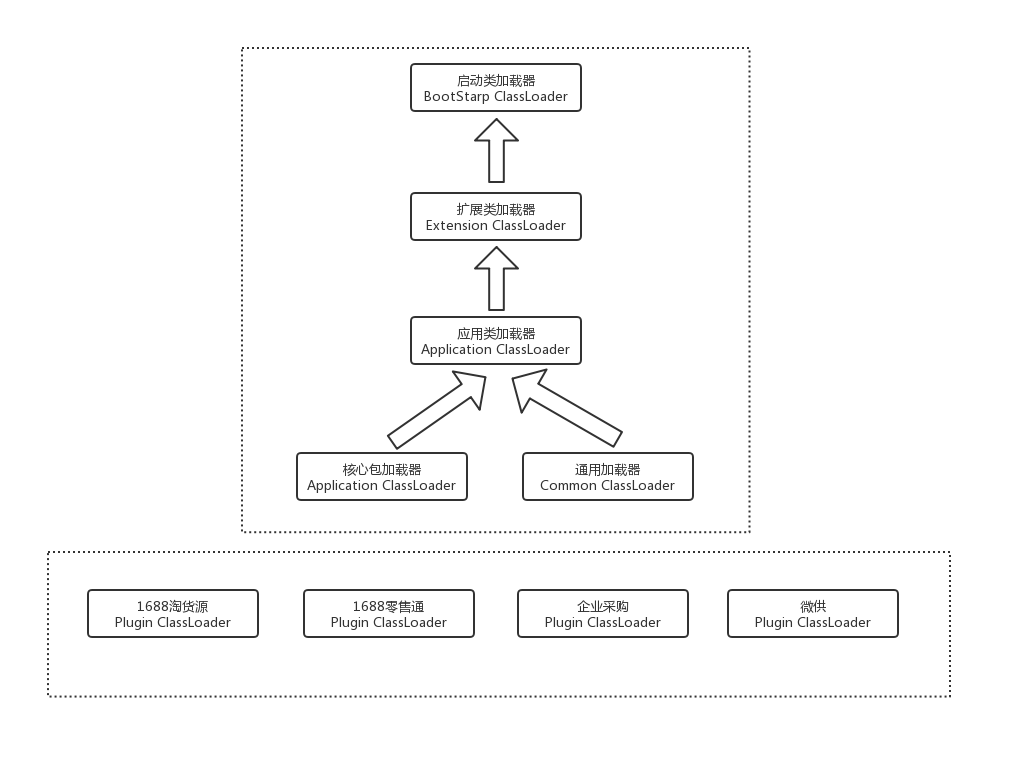 启动类加载器
BootStarp ClassLoader
扩展类加载器
Extension ClassLoader
应用类加载器
Application ClassLoader
核心包加载器
Application ClassLoader
通用加载器
Common ClassLoader
1688淘货源
Plugin ClassLoader
1688零售通
Plugin ClassLoader
企业采购
Plugin ClassLoader
微供
Plugin ClassLoader